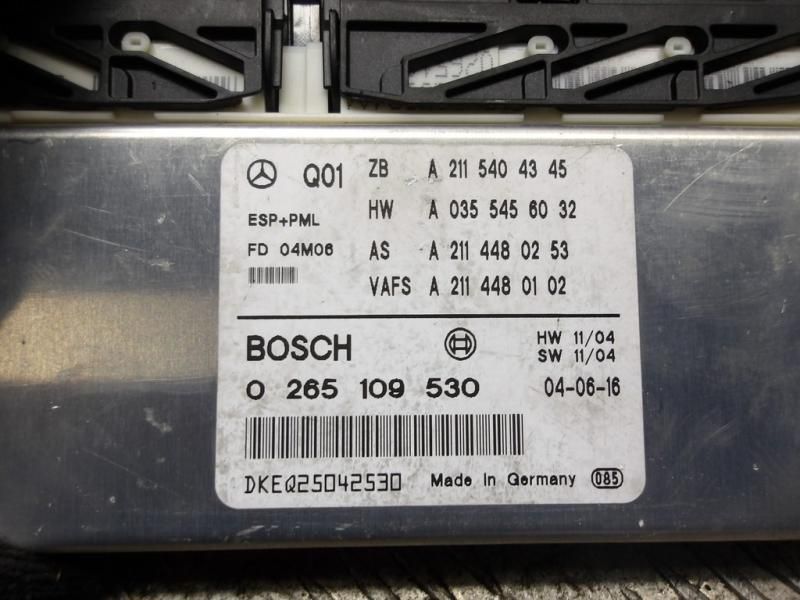 Q01 ZB A 211 540 43 45
ESP+PML HW A 035 545 60 32
FD 04M06 AS A 211 448 02 53
VAFS A 211 448 01 02
BOSCH HW 11/04
SW 11/04
0 265 109 530 04-06-16
DKEQ25042530 Made in Germany 085